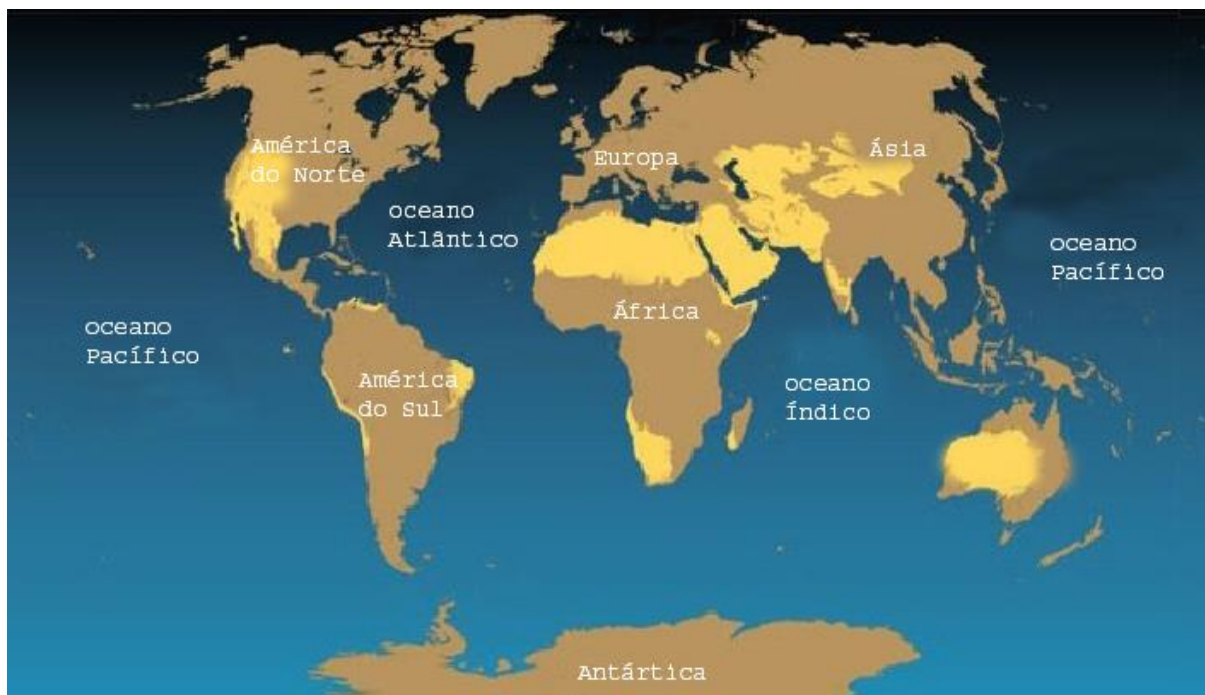 América
do Norte
Europa
Ásia
oceano
Atlântico
oceano
Pacífico
África
oceano
Pacífico
América
do Sul
oceano
Índico
Antártica